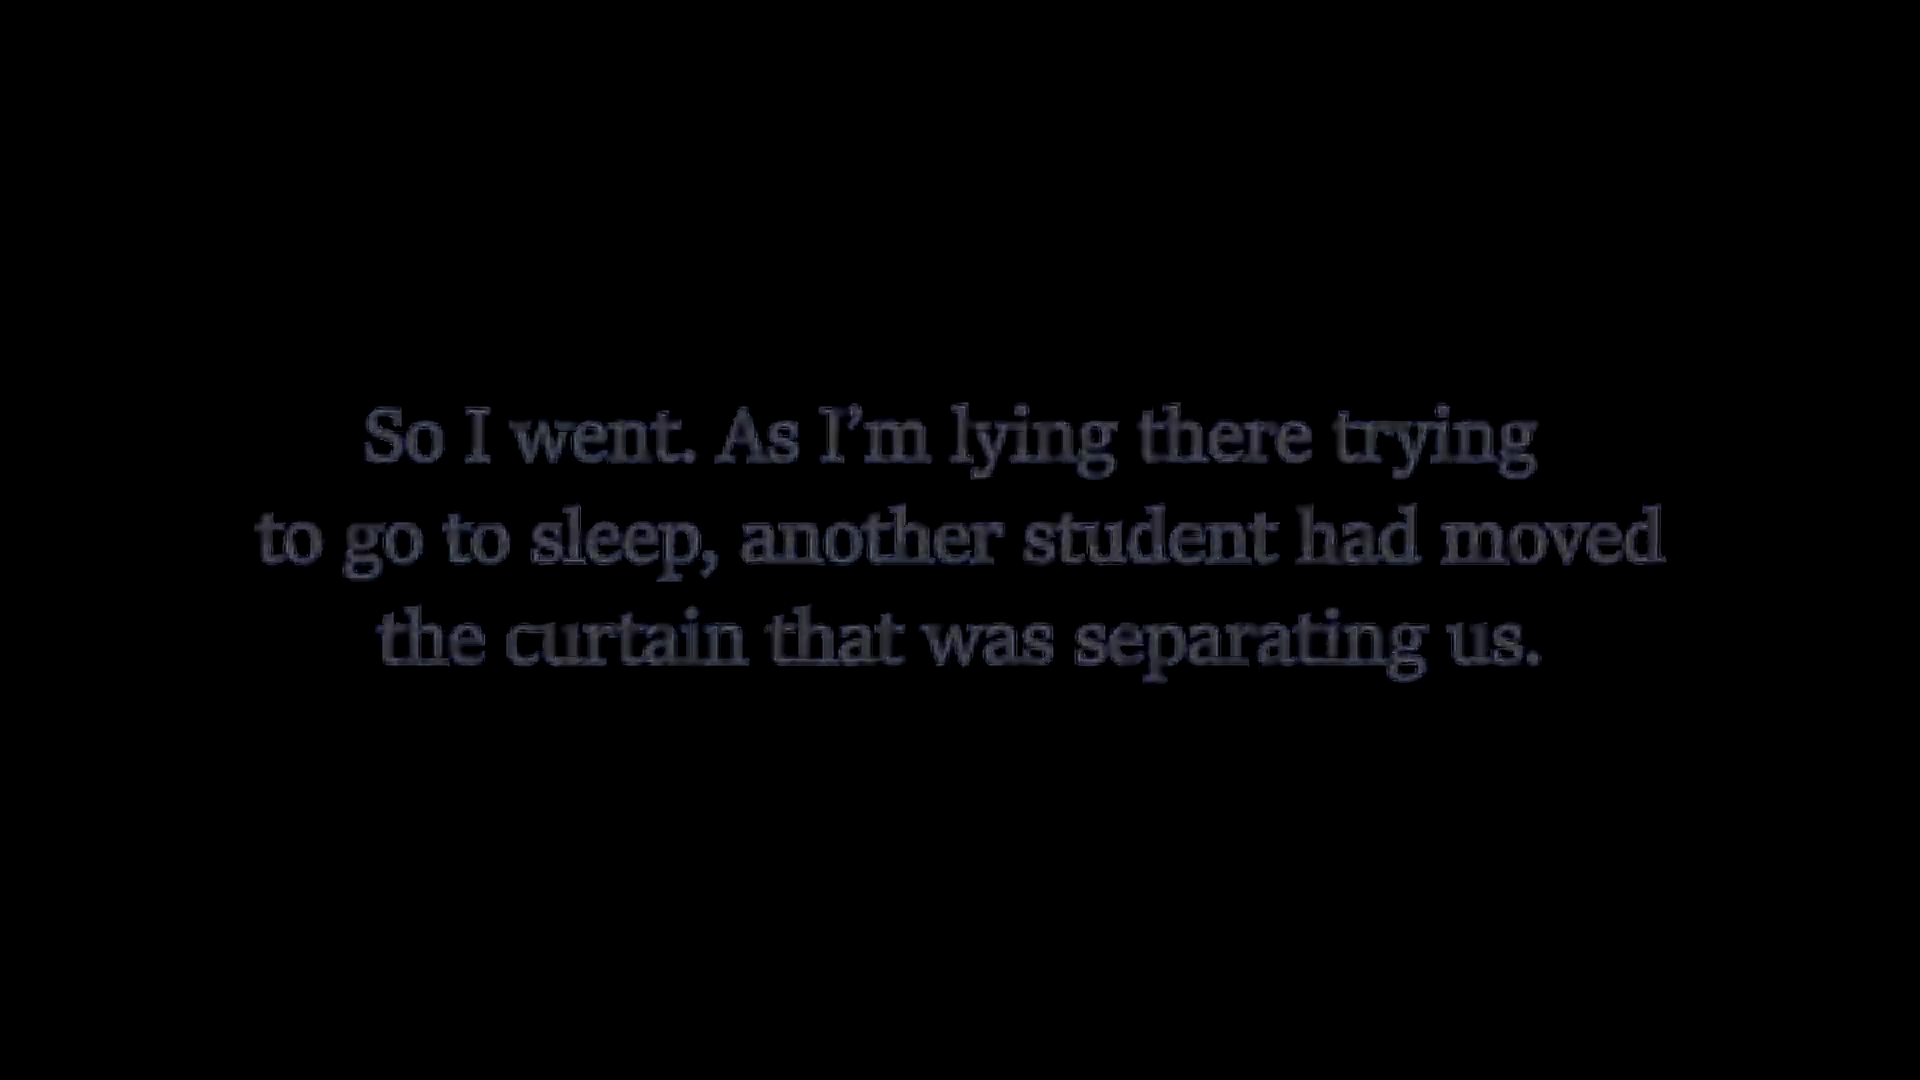 So I went. As I’m lying there trying
to go to sleep, another student had moved
the curtain that was separating us.